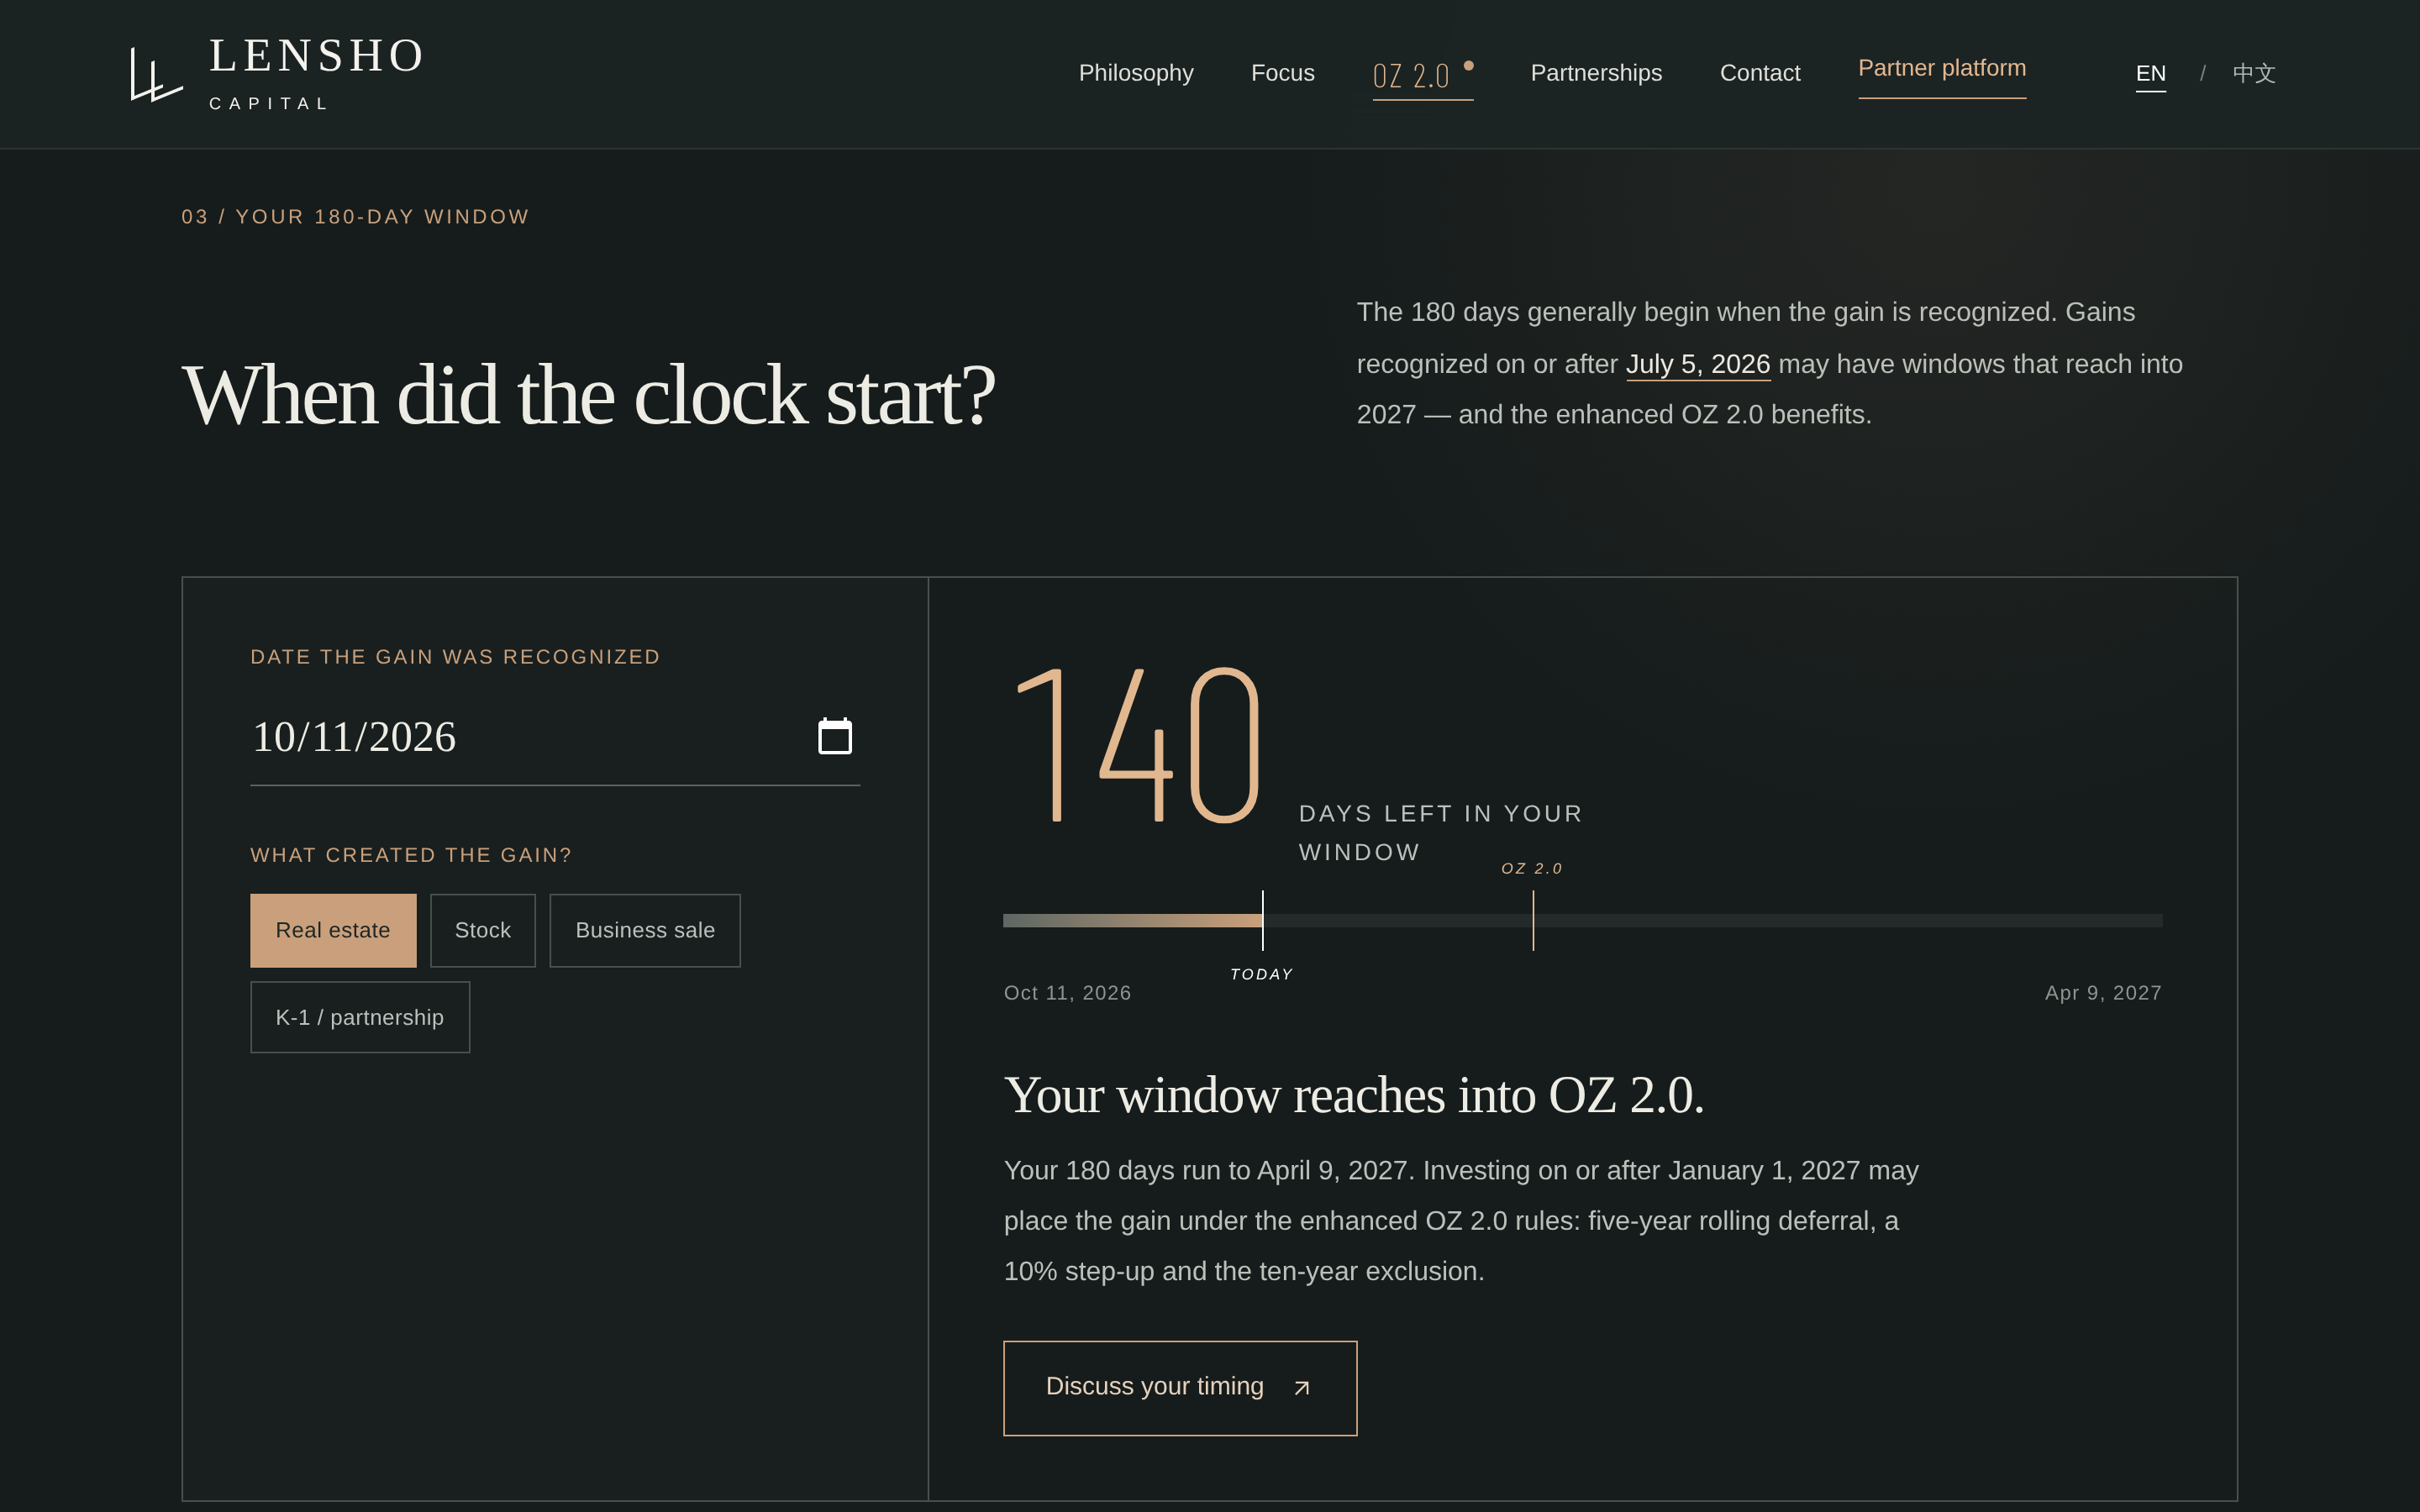 LENSHO
CAPITAL
Philosophy
Focus
OZ 2.0
Partnerships
Contact
Partner platform
EN / 中文
03 / YOUR 180-DAY WINDOW
When did the clock start?
The 180 days generally begin when the gain is recognized. Gains
recognized on or after July 5, 2026 may have windows that reach into
2027 — and the enhanced OZ 2.0 benefits.
DATE THE GAIN WAS RECOGNIZED
10/11/2026
WHAT CREATED THE GAIN?
Real estate
Stock
Business sale
K-1 / partnership
140
DAYS LEFT IN YOUR
WINDOW
OZ 2.0
TODAY
Oct 11, 2026
Apr 9, 2027
Your window reaches into OZ 2.0.
Your 180 days run to April 9, 2027. Investing on or after January 1, 2027 may
place the gain under the enhanced OZ 2.0 rules: five-year rolling deferral, a
10% step-up and the ten-year exclusion.
Discuss your timing